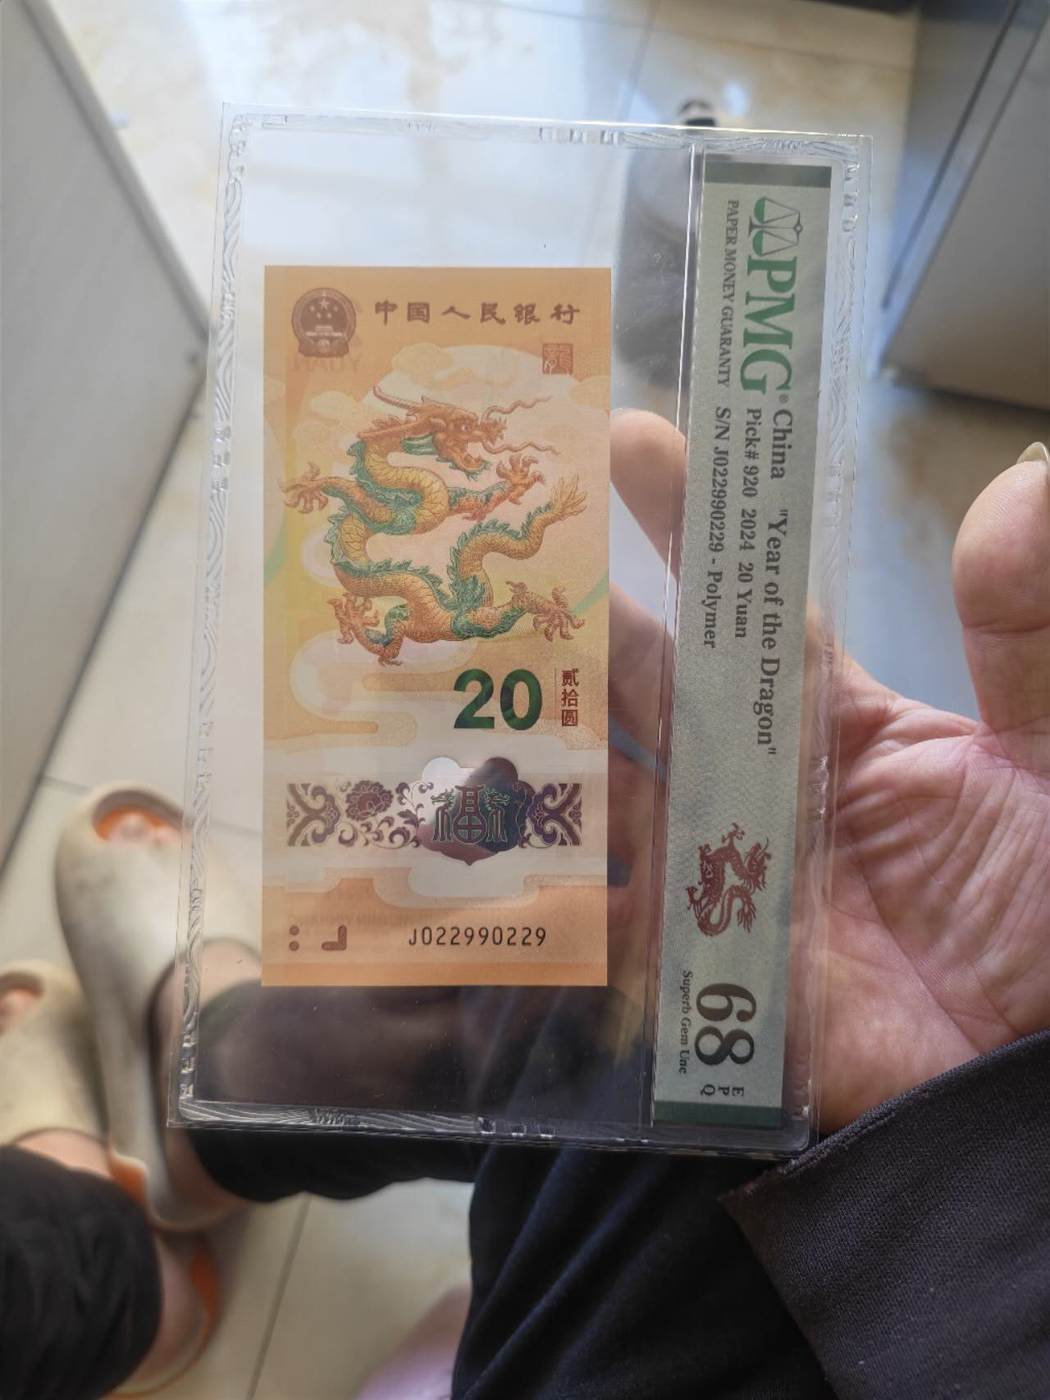 中国人民银行
20
贰拾圆
福
J022990229
PMG®
PAPER MONEY GUARANTY
China "Year of the Dragon"
Pick# 920 2024 20 Yuan
S/N J022990229 - Polymer
68 EPQ
Superb Gem Unc